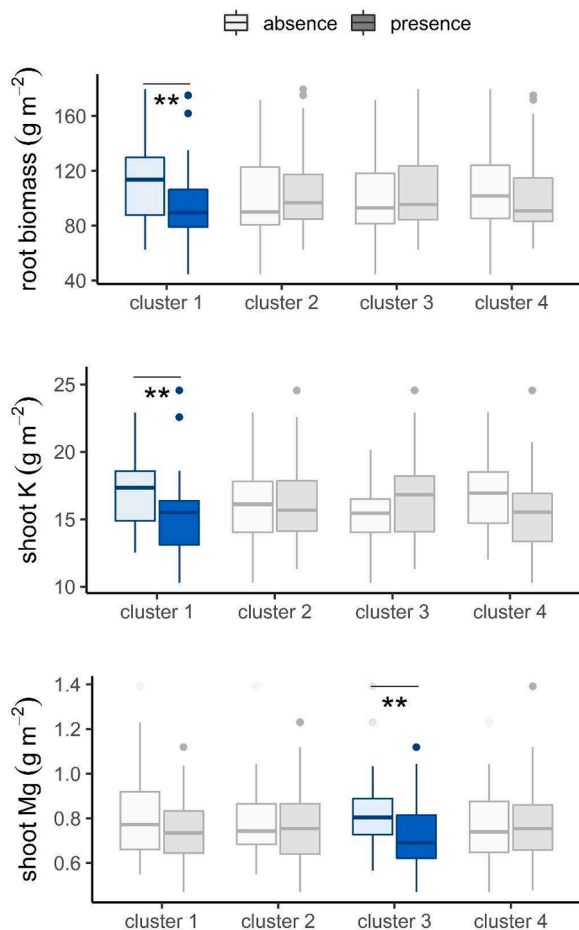 absence presence
root biomass (g m−2)
160
120
80
40
**
cluster 1 cluster 2 cluster 3 cluster 4
shoot K (g m−2)
25
20
15
10
**
cluster 1 cluster 2 cluster 3 cluster 4
shoot Mg (g m−2)
1.4
1.2
1.0
0.8
0.6
**
cluster 1 cluster 2 cluster 3 cluster 4